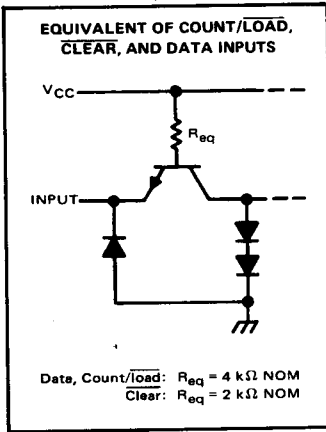 EQUIVALENT OF COUNT/LOAD,
CLEAR, AND DATA INPUTS
VCC
Req
INPUT
Data, Count/load: Req = 4 kΩ NOM
Clear: Req = 2 kΩ NOM